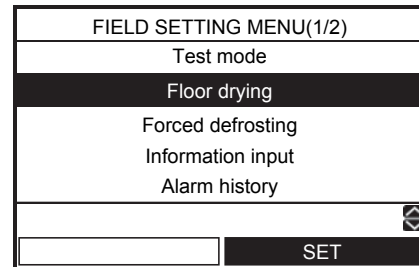 FIELD SETTING MENU(1/2)
Test mode
Floor drying
Forced defrosting
Information input
Alarm history
SET